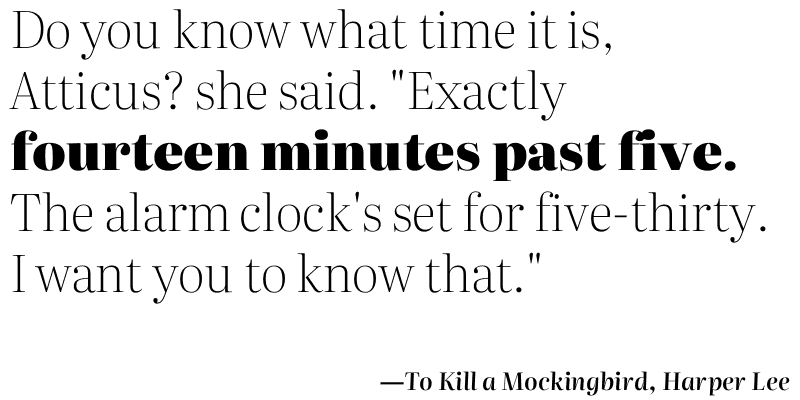 Do you know what time it is,
Atticus? she said. "Exactly
fourteen minutes past five.
The alarm clock's set for five-thirty.
I want you to know that."
—To Kill a Mockingbird, Harper Lee